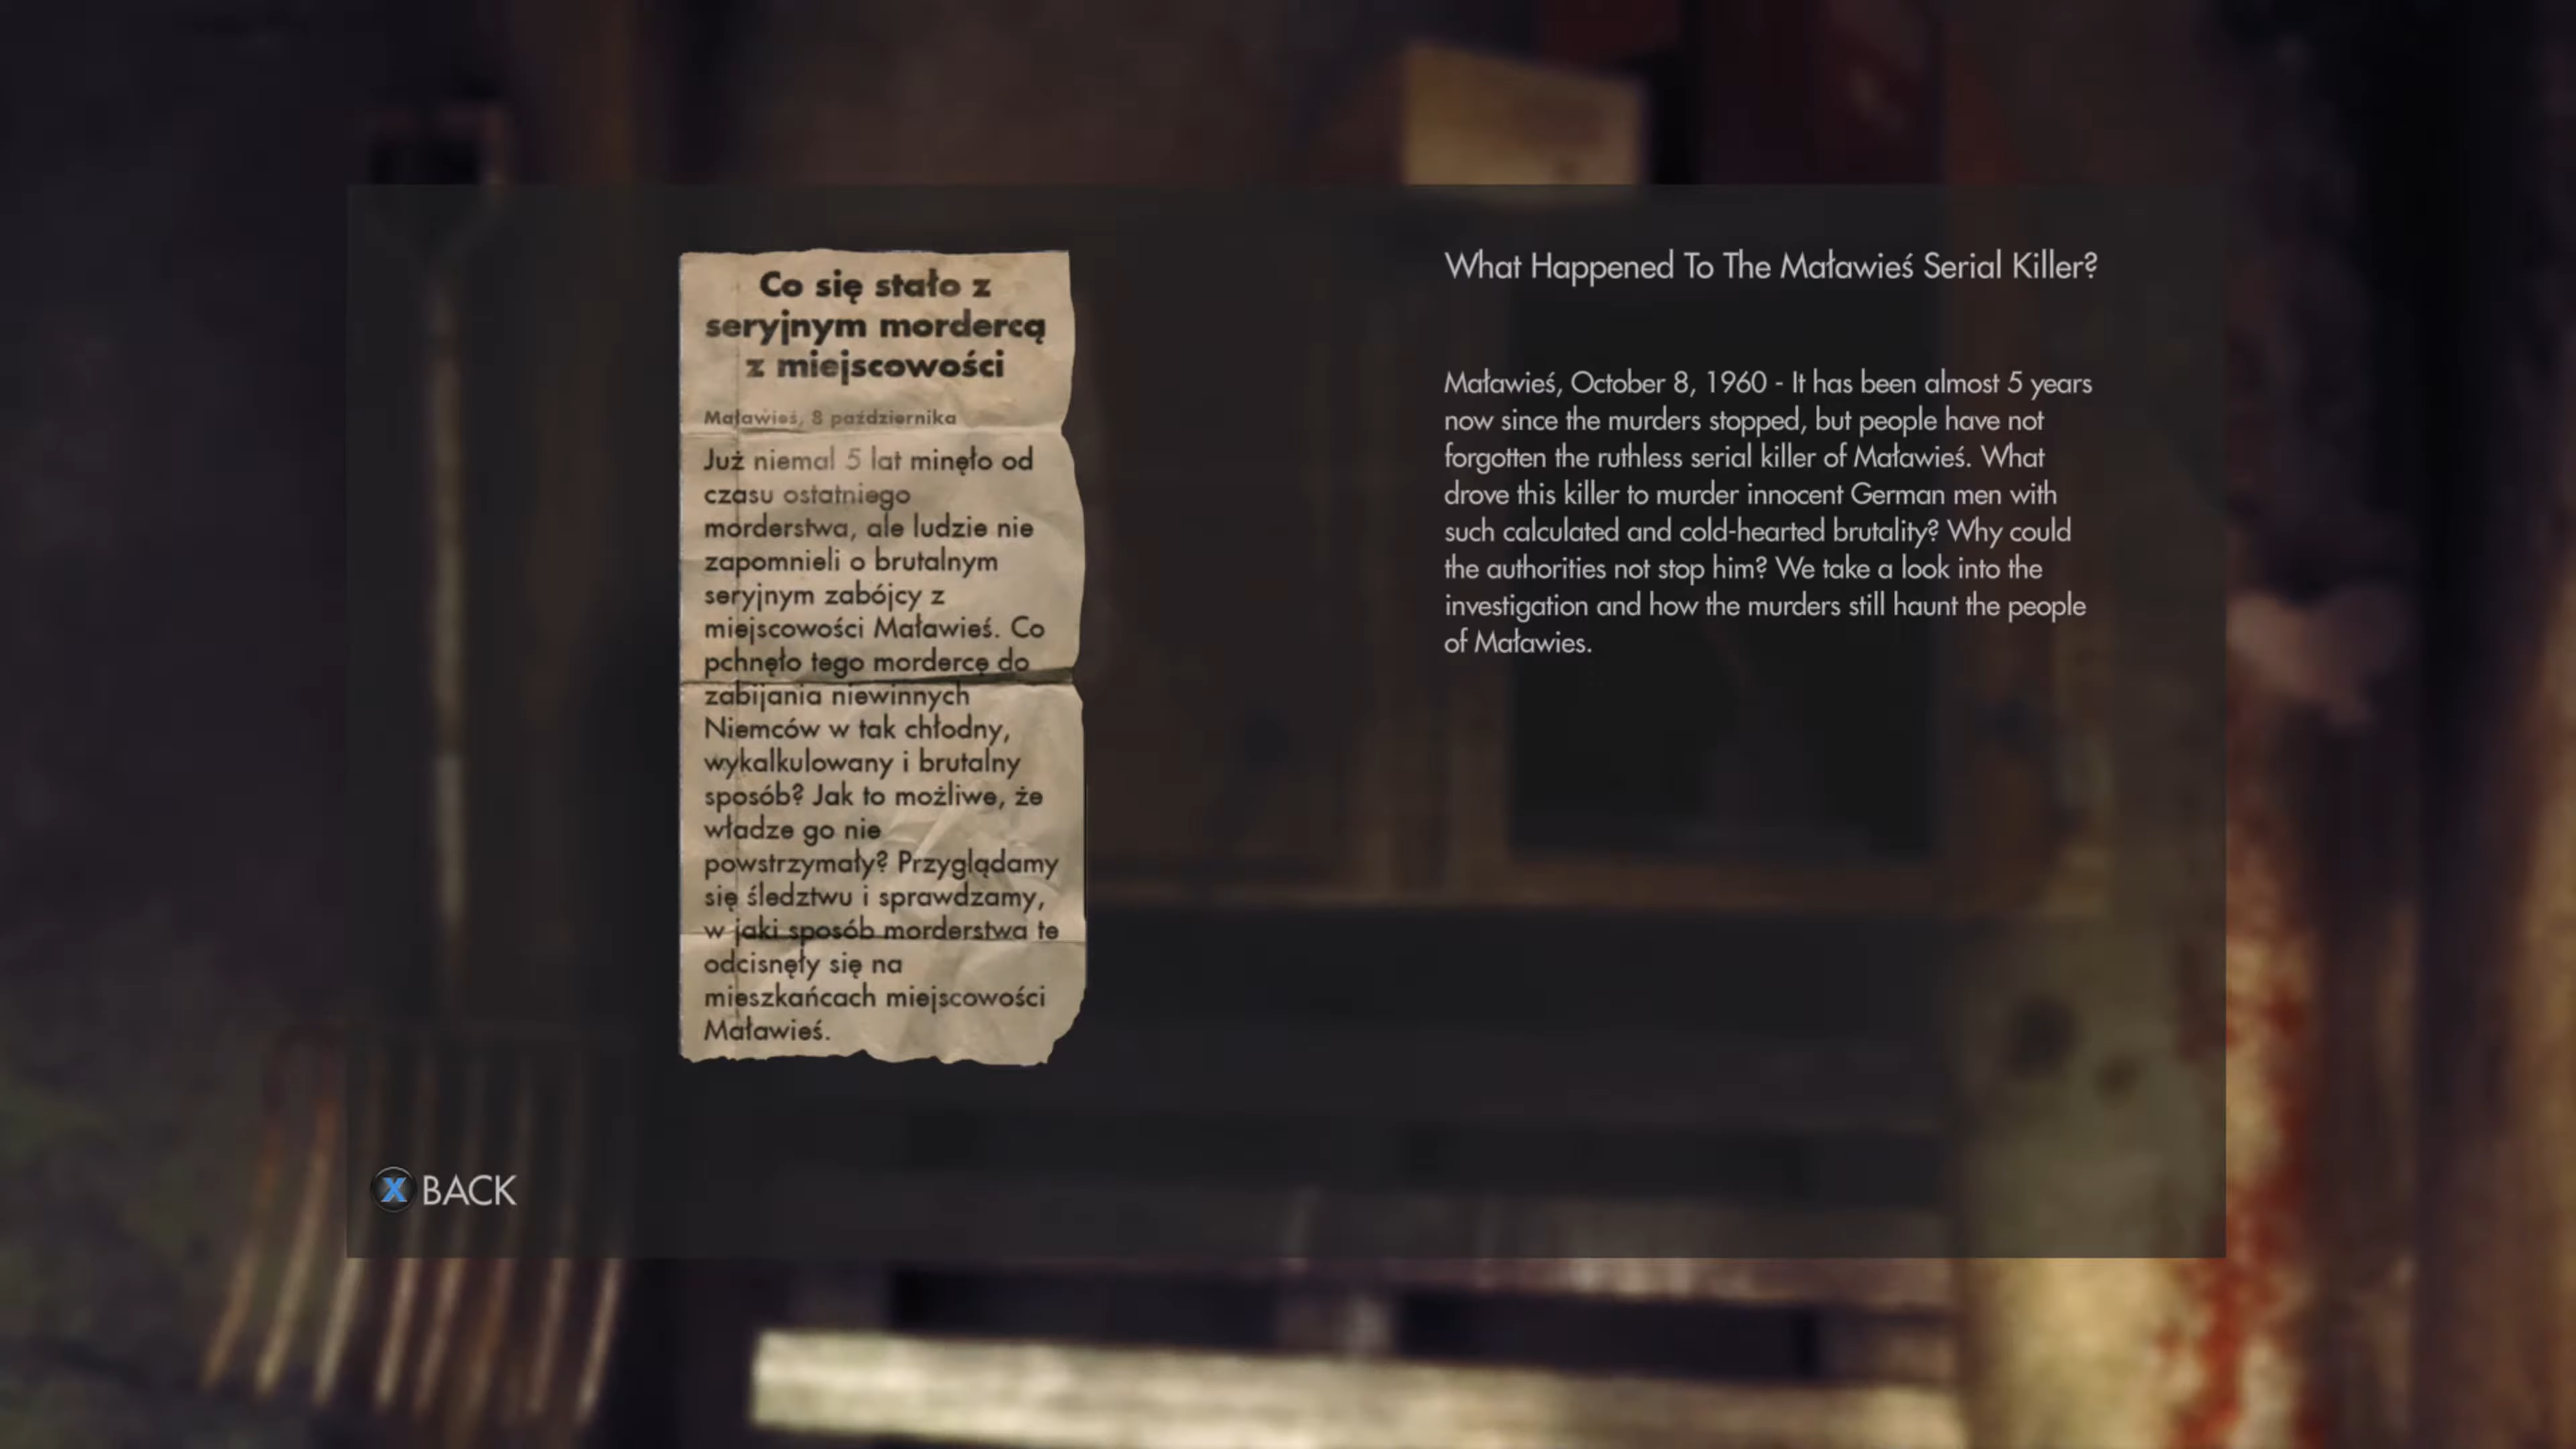 Co się stało z
seryjnym mordercą
z miejscowości
Maławieś, 8 października
Już niemal 5 lat minęło od
czasu ostatniego
morderstwa, ale ludzie nie
zapomnieli o brutalnym
seryjnym zabójcy z
miejscowości Maławieś. Co
pchnęło tego mordercę do
zabijania niewinnych
Niemców w tak chłodny,
wykalkulowany i brutalny
sposób? Jak to możliwe, że
władze go nie
powstrzymały? Przyglądamy
się śledztwu i sprawdzamy,
w jaki sposób morderstwa te
odcisnęły się na
mieszkańcach miejscowości
Maławieś.
What Happened To The Maławieś Serial Killer?
Maławieś, October 8, 1960 - It has been almost 5 years
now since the murders stopped, but people have not
forgotten the ruthless serial killer of Maławieś. What
drove this killer to murder innocent German men with
such calculated and cold-hearted brutality? Why could
the authorities not stop him? We take a look into the
investigation and how the murders still haunt the people
of Maławies.
X BACK